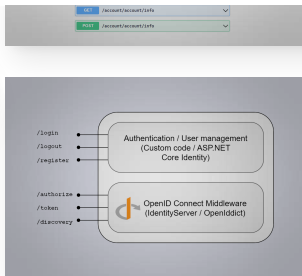 GET /account/account/info
POST /account/account/info
/login
/logout
/register
Authentication / User management
(Custom code / ASP.NET
Core Identity)
/authorize
/token
/discovery
OpenID Connect Middleware
(IdentityServer / OpenIddict)